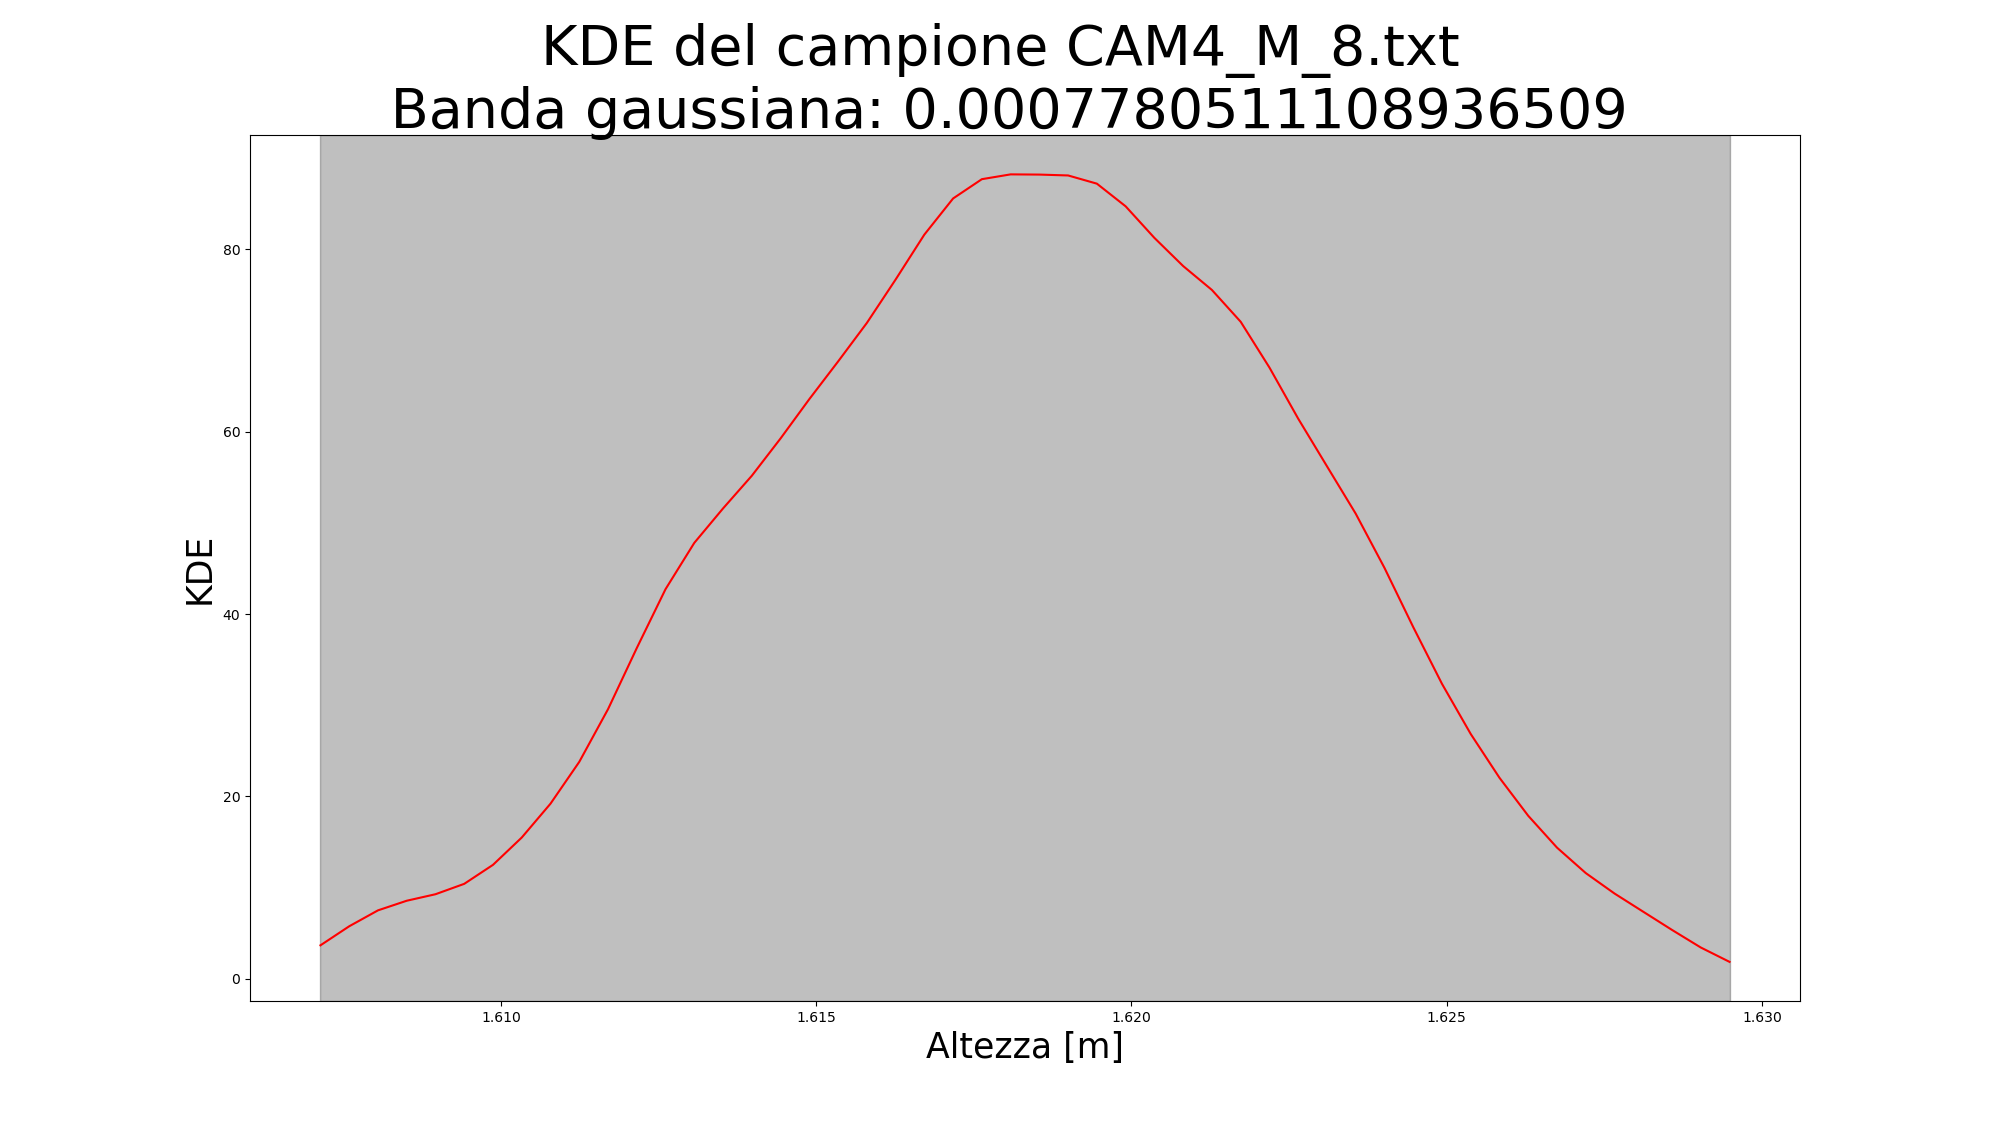 KDE del campione CAM4_M_8.txt
Banda gaussiana: 0.0007780511108936509
80
60
40
20
0
KDE
1.610 1.615 1.620 1.625 1.630
Altezza [m]